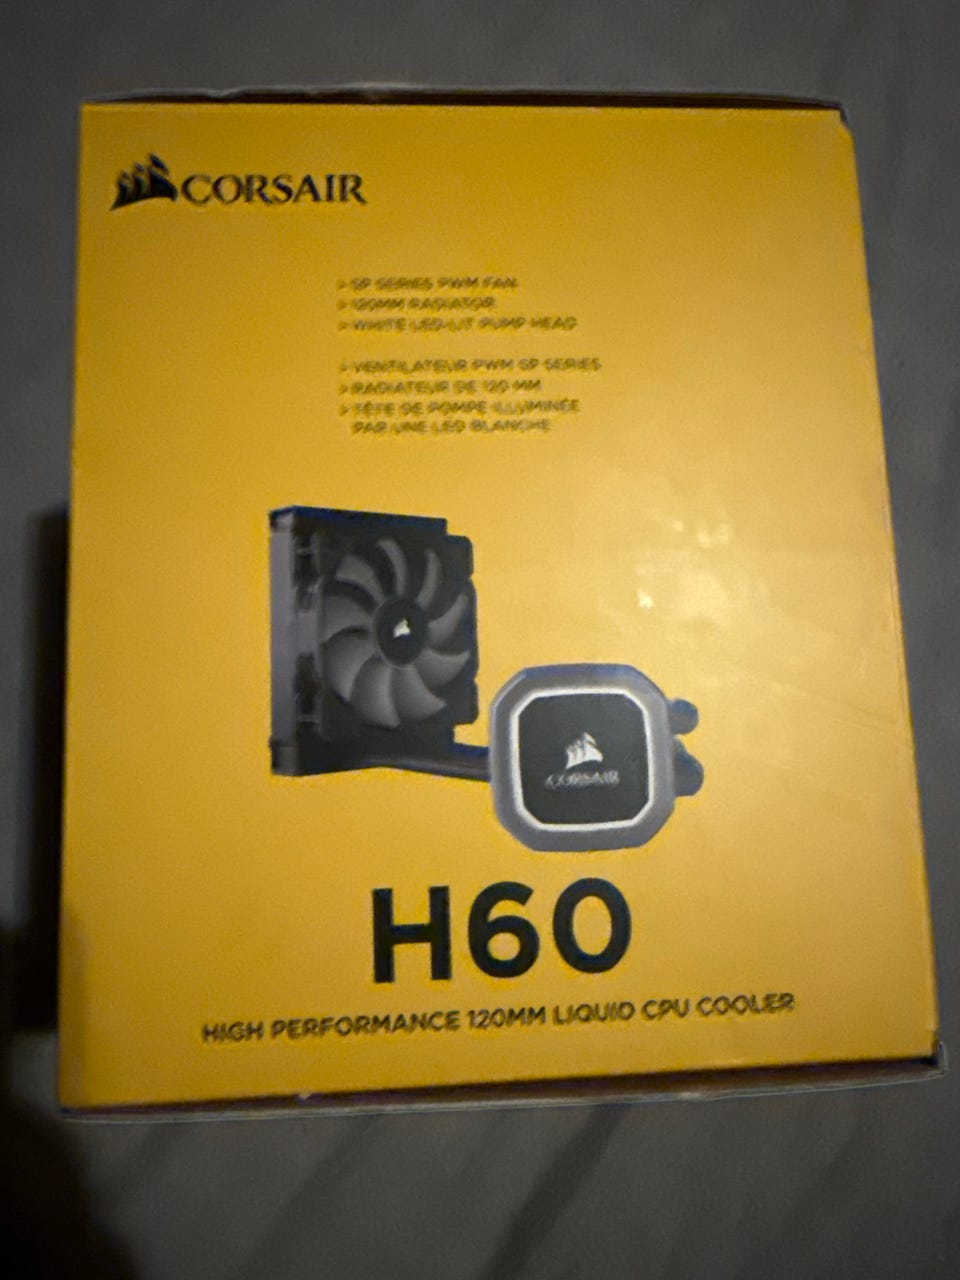 CORSAIR
> SP SERIES PWM FAN
> 120MM RADIATOR
> WHITE LED-LIT PUMP HEAD
> VENTILATEUR PWM SP SERIES
> RADIATEUR DE 120 MM
> TÊTE DE POMPE ILLUMINÉE
PAR UNE LED BLANCHE
CORSAIR
H60
HIGH PERFORMANCE 120MM LIQUID CPU COOLER